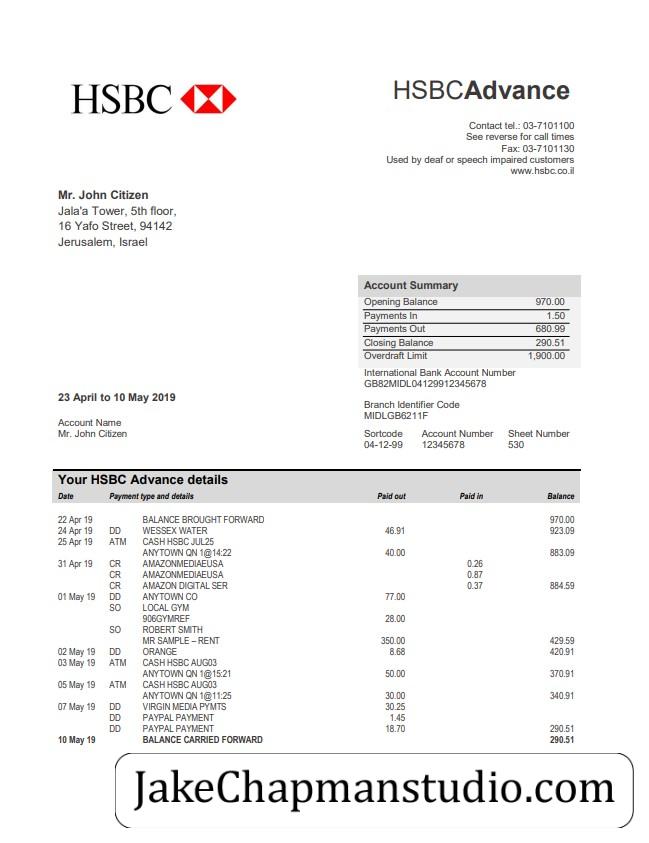 HSBC
HSBCAdvance
Contact tel.: 03-7101100
See reverse for call times
Fax: 03-7101130
Used by deaf or speech impaired customers
www.hsbc.co.il
Mr. John Citizen
Jala'a Tower, 5th floor,
16 Yafo Street, 94142
Jerusalem, Israel
Account Summary
Opening Balance 970.00
Payments In 1.50
Payments Out 680.99
Closing Balance 290.51
Overdraft Limit 1,900.00
International Bank Account Number
GB82MIDL04129912345678
23 April to 10 May 2019
Branch Identifier Code
MIDLGB6211F
Account Name
Mr. John Citizen
Sortcode Account Number Sheet Number
04-12-99 12345678 530
Your HSBC Advance details
Date Payment type and details Paid out Paid in Balance
22 Apr 19 BALANCE BROUGHT FORWARD 970.00
24 Apr 19 DD WESSEX WATER 46.91 923.09
25 Apr 19 ATM CASH HSBC JUL25
ANYTOWN QN 1@14:22 40.00 883.09
31 Apr 19 CR AMAZONMEDIAEUSA 0.26
CR AMAZONMEDIAEUSA 0.87
CR AMAZON DIGITAL SER 0.37 884.59
01 May 19 DD ANYTOWN CO 77.00
SO LOCAL GYM
906GYMREF 28.00
SO ROBERT SMITH
MR SAMPLE – RENT 350.00 429.59
02 May 19 DD ORANGE 8.68 420.91
03 May 19 ATM CASH HSBC AUG03
ANYTOWN QN 1@15:21 50.00 370.91
05 May 19 ATM CASH HSBC AUG03
ANYTOWN QN 1@11:25 30.00 340.91
07 May 19 DD VIRGIN MEDIA PYMTS 30.25
DD PAYPAL PAYMENT 1.45
DD PAYPAL PAYMENT 18.70 290.51
10 May 19 BALANCE CARRIED FORWARD 290.51
JakeChapmanstudio.com